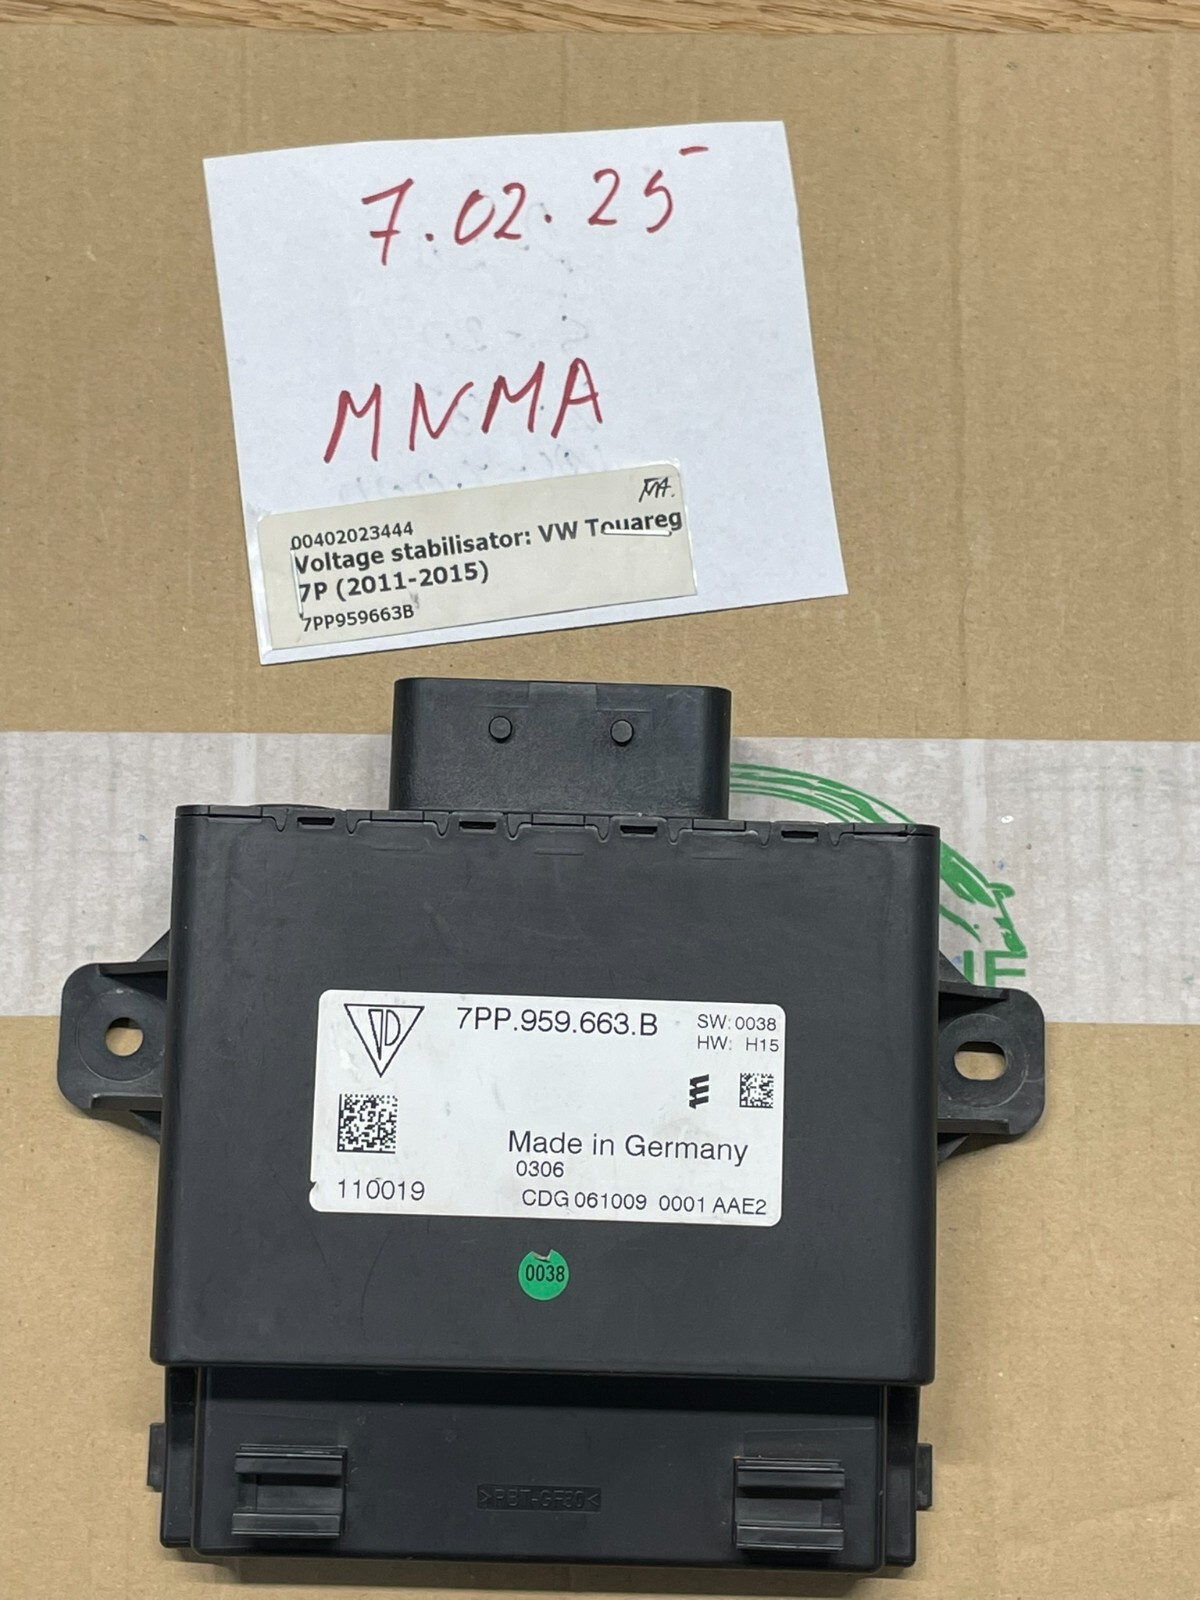 7.02.25
MNMA
MA.
00402023444
Voltage stabilisator: VW Touareg
7P (2011-2015)
7PP959663B
7PP.959.663.B
SW: 0038
HW: H15
Made in Germany
0306
110019
CDG 061009 0001 AAE2
0038
>PBT-GF30<